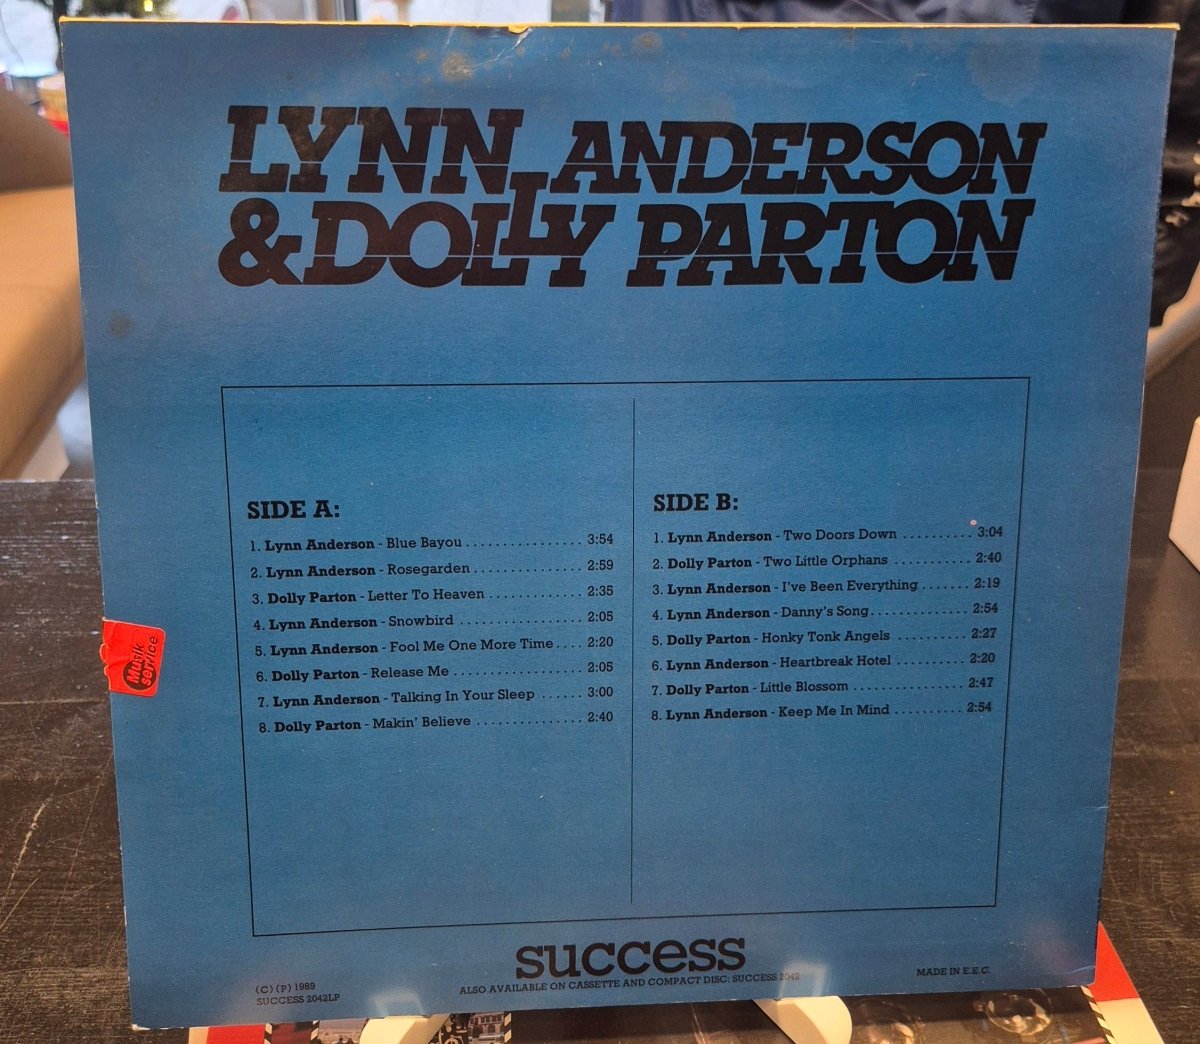 LYNN ANDERSON
& DOLLY PARTON
SIDE A:
1. Lynn Anderson - Blue Bayou ................ 3:54
2. Lynn Anderson - Rosegarden ............... 2:59
3. Dolly Parton - Letter To Heaven ............. 2:35
4. Lynn Anderson - Snowbird ................. 2:05
5. Lynn Anderson - Fool Me One More Time .... 2:20
6. Dolly Parton - Release Me .................. 2:05
7. Lynn Anderson - Talking In Your Sleep ...... 3:00
8. Dolly Parton - Makin' Believe ............... 2:40
SIDE B:
1. Lynn Anderson - Two Doors Down .......... 3:04
2. Dolly Parton - Two Little Orphans ........... 2:40
3. Lynn Anderson - I've Been Everything ....... 2:19
4. Lynn Anderson - Danny's Song .............. 2:54
5. Dolly Parton - Honky Tonk Angels .......... 2:27
6. Lynn Anderson - Heartbreak Hotel .......... 2:20
7. Dolly Parton - Little Blossom ................ 2:47
8. Lynn Anderson - Keep Me In Mind .......... 2:54
Musik
service
success
(C) (P) 1989
SUCCESS 2042LP
ALSO AVAILABLE ON CASSETTE AND COMPACT DISC: SUCCESS 2042
MADE IN E.E.C.